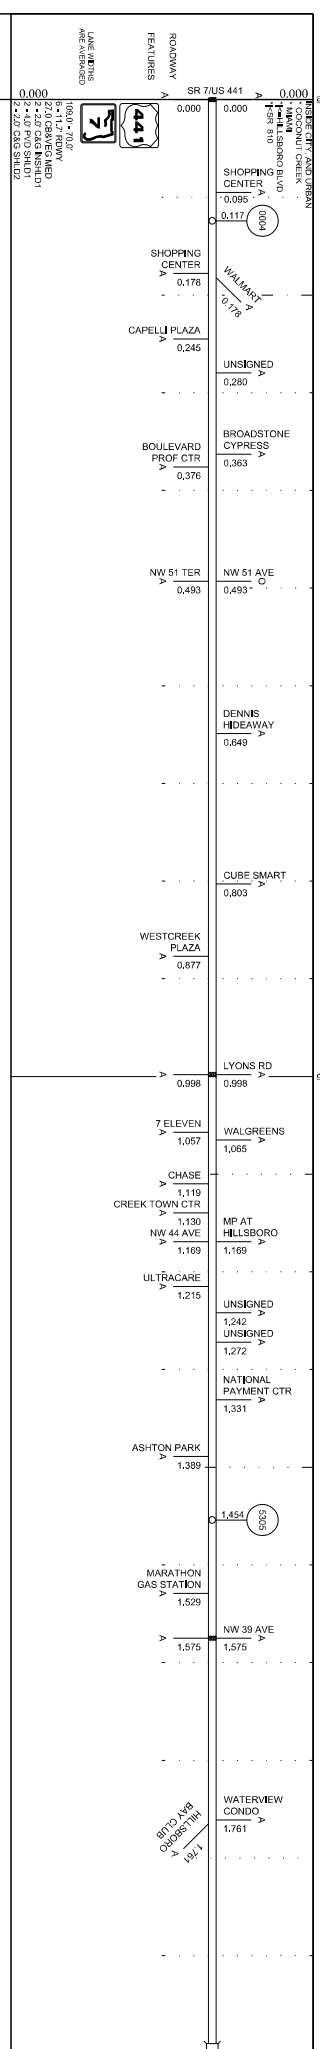 0.000
SR 7/US 441
0.000
A
A
0.000
0.000
INSIDE CITY AND URBAN
* COCONUT CREEK
* MIAMI
HILLSBORO BLVD
SR 810
ROADWAY
FEATURES
LANE WIDTHS
ARE AVERAGED
441
7
109.0' - 70.0'
6 - 11.7' RDWY
27.0' CB&VEG MED
2 - 2.0' C&G INSHLD1
2 - 4.0' PVD SHLD1
2 - 2.0' C&G SHLD2
SHOPPING
CENTER A
0.095
0.117
0004
SHOPPING
CENTER
A 0.178
WALMART
A
0.178
CAPELLI PLAZA
A 0.245
UNSIGNED
A
0.280
BROADSTONE
CYPRESS
A
0.363
BOULEVARD
PROF CTR
A 0.376
NW 51 TER
A 0.493
NW 51 AVE
0.493 O
DENNIS
HIDEAWAY
0.649 A
CUBE SMART
0.803 A
WESTCREEK
PLAZA
A 0.877
LYONS RD
A 0.998
0.998 A
7 ELEVEN
A 1.057
WALGREENS
1.065 A
CHASE
A 1.119
CREEK TOWN CTR
A 1.130
NW 44 AVE
A 1.169
MP AT
HILLSBORO
1.169 A
ULTRACARE
A 1.215
UNSIGNED
1.242 A
UNSIGNED
1.272 A
NATIONAL
PAYMENT CTR
1.331 A
ASHTON PARK
A 1.389
1.454
5305
MARATHON
GAS STATION
A 1.529
NW 39 AVE
A 1.575
1.575 A
WATERVIEW
CONDO
1.761 A
HILLSBORO
BAY CLUB
A 1.761